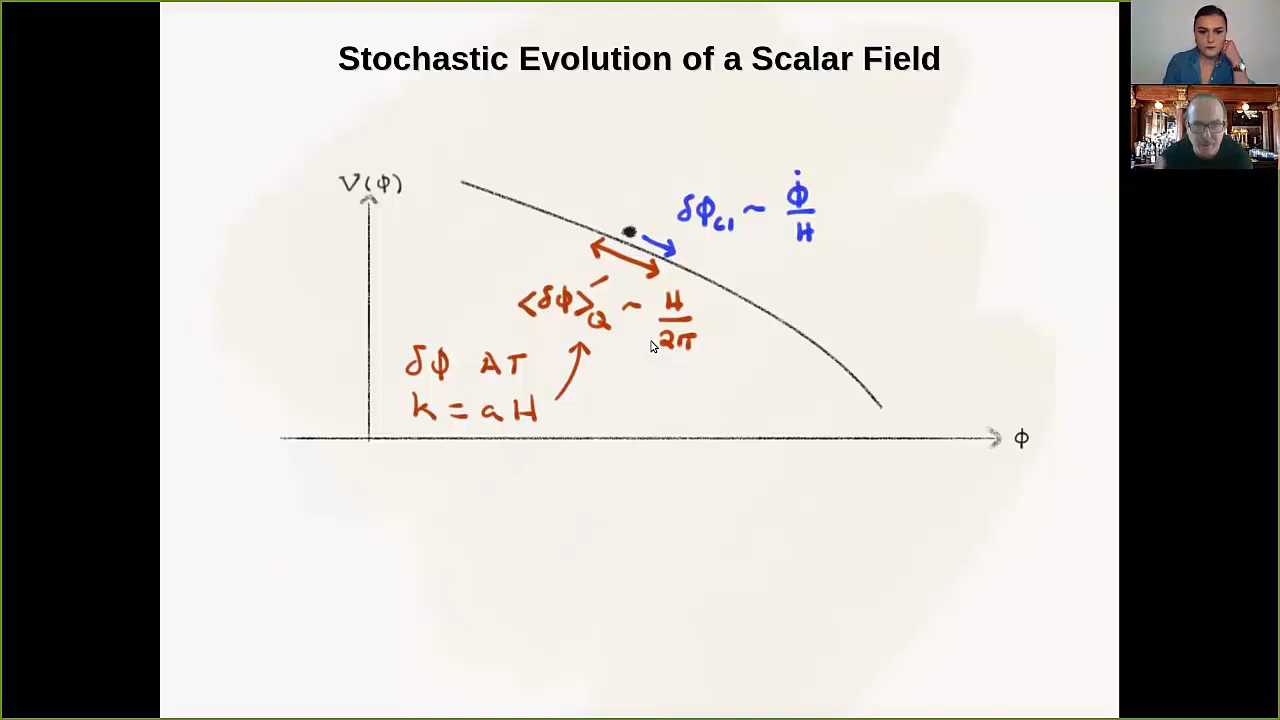 Stochastic Evolution of a Scalar Field
V(ϕ)
δϕ_cl ~ ϕ̇/H
<δϕ>_Q ~ H/2π
δϕ AT
k = aH
ϕ